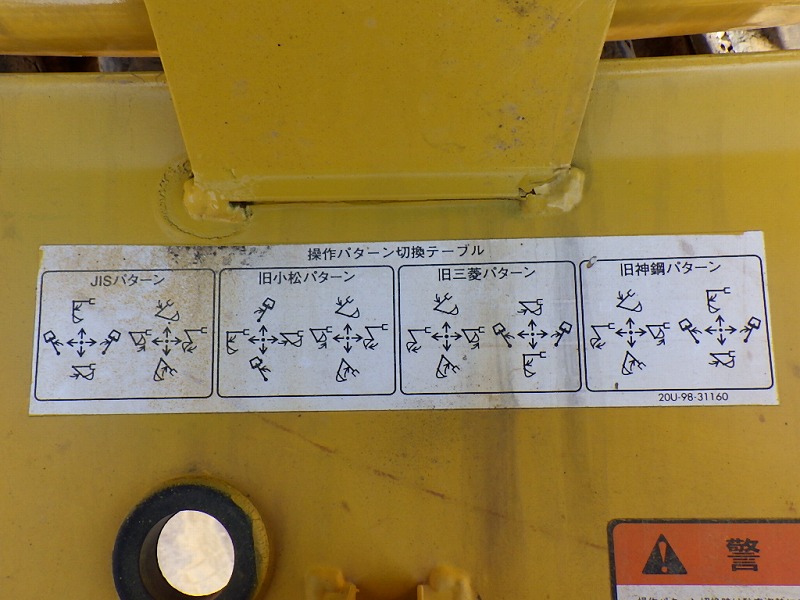 操作パターン切換テーブル
JISパターン
旧小松パターン
旧三菱パターン
旧神鋼パターン
20U-98-31160
警